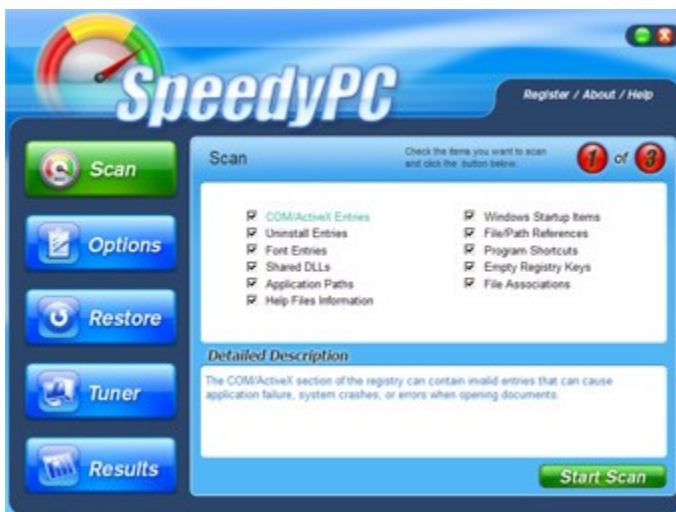 SpeedyPC
Register / About / Help
Scan
Options
Restore
Tuner
Results
Scan
Check the items you want to scan
and click the button below.
1 of 3
COM/ActiveX Entries
Uninstall Entries
Font Entries
Shared DLLs
Application Paths
Help Files Information
Windows Startup Items
File/Path References
Program Shortcuts
Empty Registry Keys
File Associations
Detailed Description
The COM/ActiveX section of the registry can contain invalid entries that can cause
application failure, system crashes, or errors when opening documents.
Start Scan